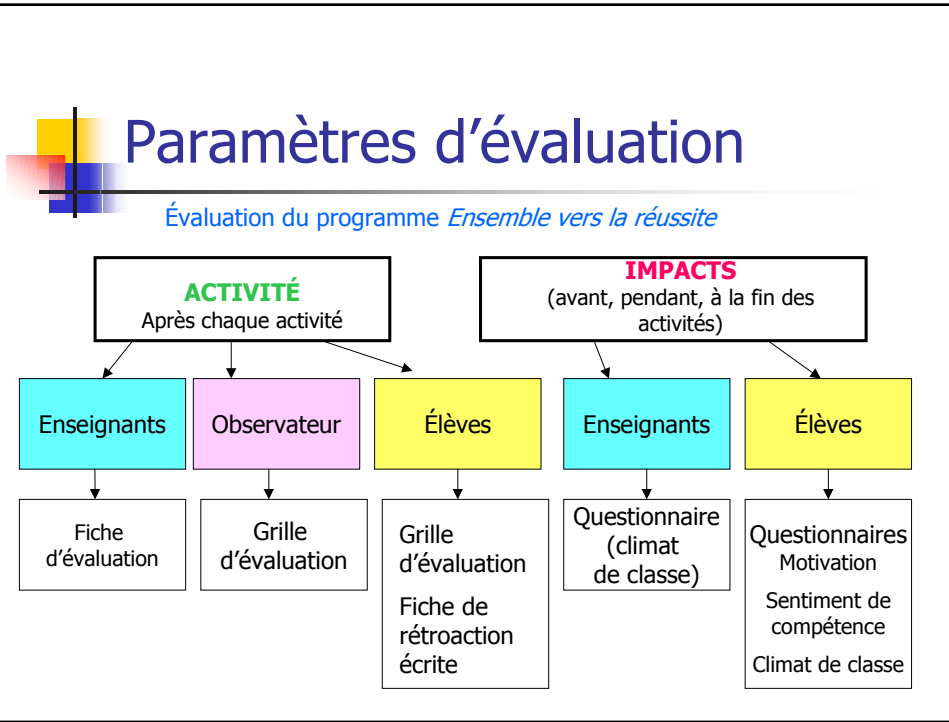 Paramètres d’évaluation
Évaluation du programme Ensemble vers la réussite
ACTIVITÉ
Après chaque activité
IMPACTS
(avant, pendant, à la fin des
activités)
Enseignants
Observateur
Élèves
Enseignants
Élèves
Fiche
d’évaluation
Grille
d’évaluation
Grille
d’évaluation
Fiche de
rétroaction
écrite
Questionnaire
(climat
de classe)
Questionnaires
Motivation
Sentiment de
compétence
Climat de classe